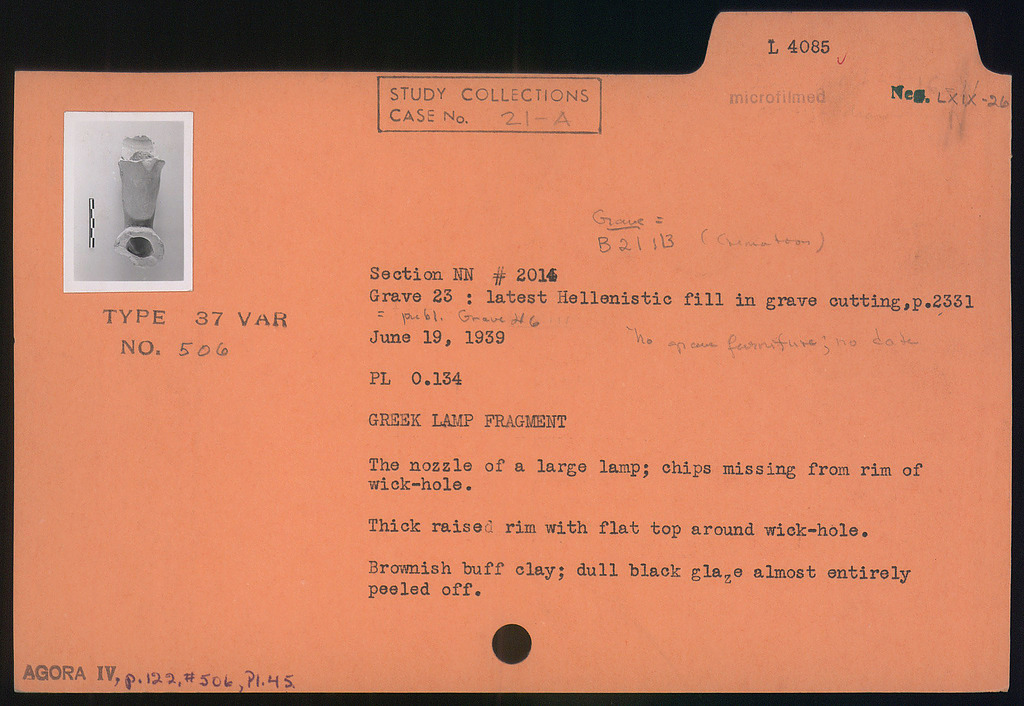 L 4085
STUDY COLLECTIONS
CASE No. 21-A
microfilmed
Neg. LXIX-26
Grave =
B 21 1B (Cremation)
Section NN # 2014
Grave 23 : latest Hellenistic fill in grave cutting,p.2331
= publ. Grave #6
June 19, 1939
"no grave furniture; no date
TYPE 37 VAR
NO. 506
PL 0.134
GREEK LAMP FRAGMENT
The nozzle of a large lamp; chips missing from rim of
wick-hole.
Thick raised rim with flat top around wick-hole.
Brownish buff clay; dull black glaze almost entirely
peeled off.
AGORA IV, p.122, #506, Pl.45